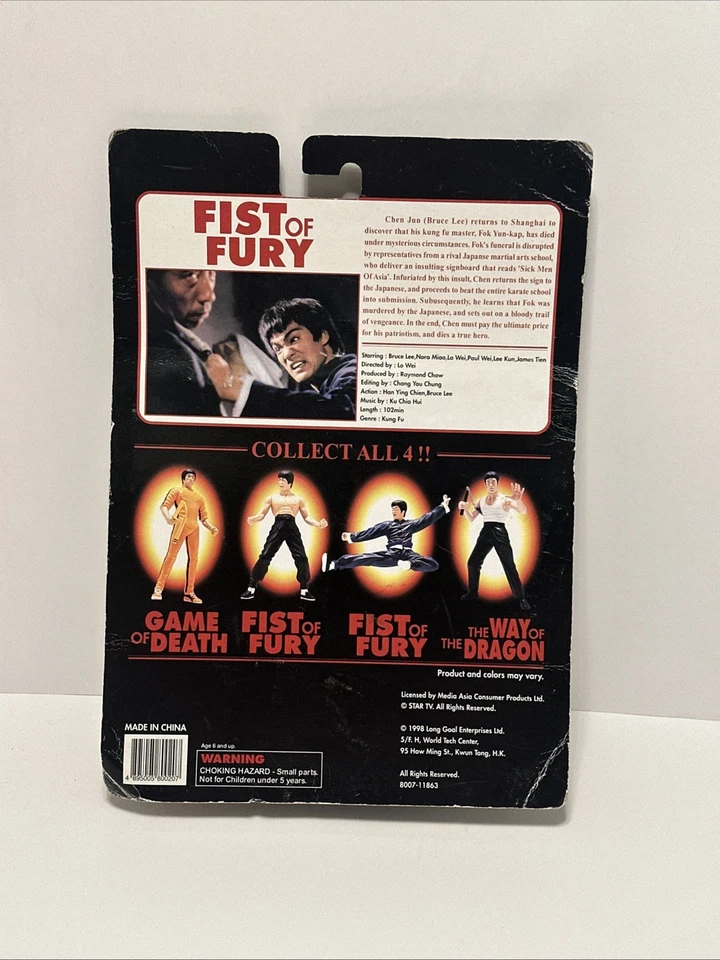 FIST OF
FURY
Chen Jun (Bruce Lee) returns to Shanghai to
discover that his kung fu master, Fok Yun-kap, has died
under mysterious circumstances. Fok's funeral is disrupted
by representatives from a rival Japanse martial arts school,
who deliver an insulting signboard that reads 'Sick Men
Of Asia'. Infuriated by this insult, Chen returns the sign to
the Japanese, and proceeds to beat the entire karate school
into submission. Subusequently, he learns that Fok was
murdered by the Japanese, and sets out on a bloody trail
of vengeance. In the end, Chen must pay the ultimate price
for his patriotism, and dies a true hero.
Starring : Bruce Lee,Nora Miao,Lo Wei,Paul Wei,Lee Kun,James Tien
Directed by : Lo Wei
Produced by : Raymond Chow
Editing by : Chang Yau Chung
Action : Han Ying Chien,Bruce Lee
Music by : Ku Chia Hui
Length : 102min
Genre : Kung Fu
COLLECT ALL 4 !!
GAME
OF DEATH
FIST OF
FURY
FIST OF
FURY
THE WAY OF
THE DRAGON
Product and colors may vary.
Licensed by Media Asia Consumer Products Ltd.
© STAR TV. All Rights Reserved.
© 1998 Long Goal Enterprises Ltd.
5/F. H, World Tech Center,
95 How Ming St., Kwun Tong, H.K.
All Rights Reserved.
8007-11863
MADE IN CHINA
4 895005 800207
Age 6 and up.
WARNING
CHOKING HAZARD - Small parts.
Not for Children under 5 years.